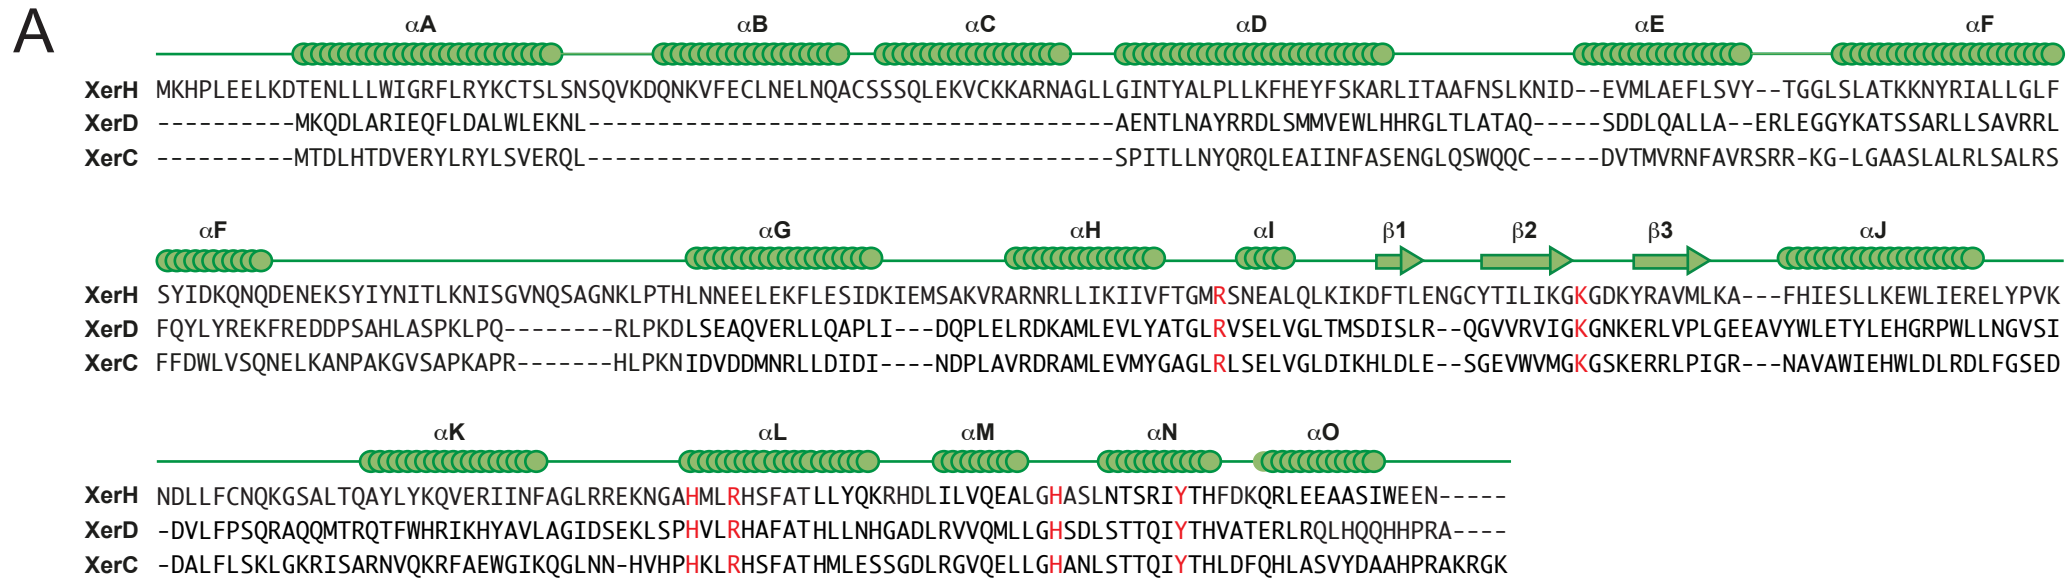 A
αA αB αC αD αE αF
XerH MKHPLEELKDTENLLLWIGRFLRYKCTSLSNSQVKDQNKVFECLNELNQACSSSQLEKVCKKARNAGLLGINTYALPLLKFHEYFSKARLITAAFNSLKNID--EVMLAEFLSVY--TGGLSLATKKNYRIALLGLF
XerD ----------MKQDLARIEQFLDALWLEKNL-----------------------------------AENTLNAYRRDLSMMVEWLHHRGLTLATAQ-----SDDLQALLA--ERLEGGYKATSSARLLSAVRRL
XerC ----------MTDLHTDVERYLRYLSVERQL-----------------------------------SPITLLNYQRQLEAIINFASENGLQSWQQC-----DVTMVRNFAVRSRR-KG-LGAASLALRLSALRS
αF αG αH αI β1 β2 β3 αJ
XerH SYIDKQNQDENEKSYIYNITLKNISGVNQSAGNKLPTHLNNEELEKFLESIDKIEMSAKVRARNRLLIKIIVFTGMRSNEALQLKIKDFTLENGCYTILIKGKGDKYRAVMLKA---FHIESLLKEWLIERELYPVK
XerD FQYLYREKFREDDPSAHLASPKLPQ--------RLPKDLSEAQVERLLQAPLI---DQPLELRDKAMLEVLYATGLRVSELVGLTMSDISLR--QGVVRVIGKGNKERLVPLGEEAVYWLETYLEHGRPWLLNGVSI
XerC FFDWLVSQNELKANPAKGVSAPKAPR-------HLPKNIDVDDMNRLLDIDI----NDPLAVRDRAMLEVMYGAGLRLSELVGLDIKHLDLE--SGEVWVMGKGSKERRLPIGR---NAVAWIEHWLDLRDLFGSED
αK αL αM αN αO
XerH NDLLFCNQKGSALTQAYLYKQVERIINFAGLRREKNGAHMLRHSFATLLYQKRHDLILVQEALGHASLNTSRIYTHFDKQRLEEAASIWEEN-----
XerD -DVLFPSQRAQQMTRQTFWHRIKHYAVLAGIDSEKLSPHVLRHAFATHLLNHGADLRVVQMLLGHSDLSTTQIYTHVATERLRQLHQQHHPRA----
XerC -DALFLSKLGKRISARNVQKRFAEWGIKQGLNN-HVHPHKLRHSFATHMLESSGDLRGVQELLGHANLSTTQIYTHLDFQHLASVYDAAHPRAKRGK